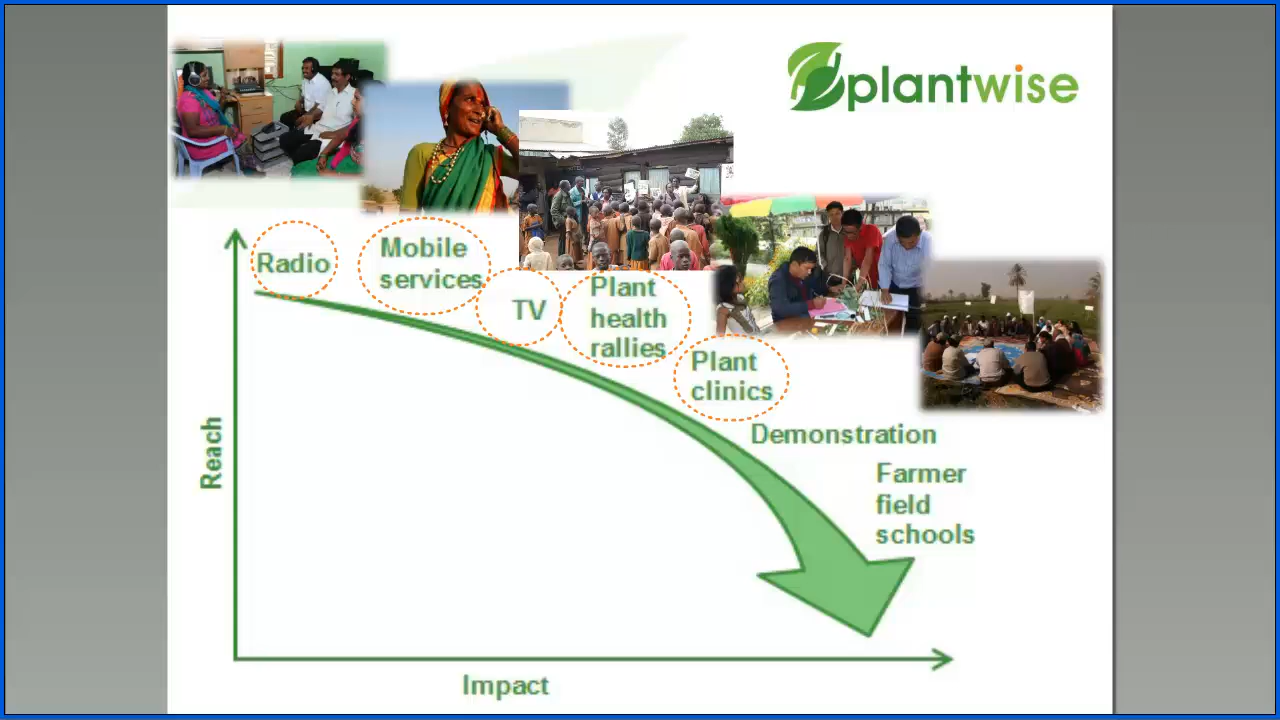 plantwise
Radio
Mobile
services
TV
Plant
health
rallies
Plant
clinics
Demonstration
Farmer
field
schools
Reach
Impact